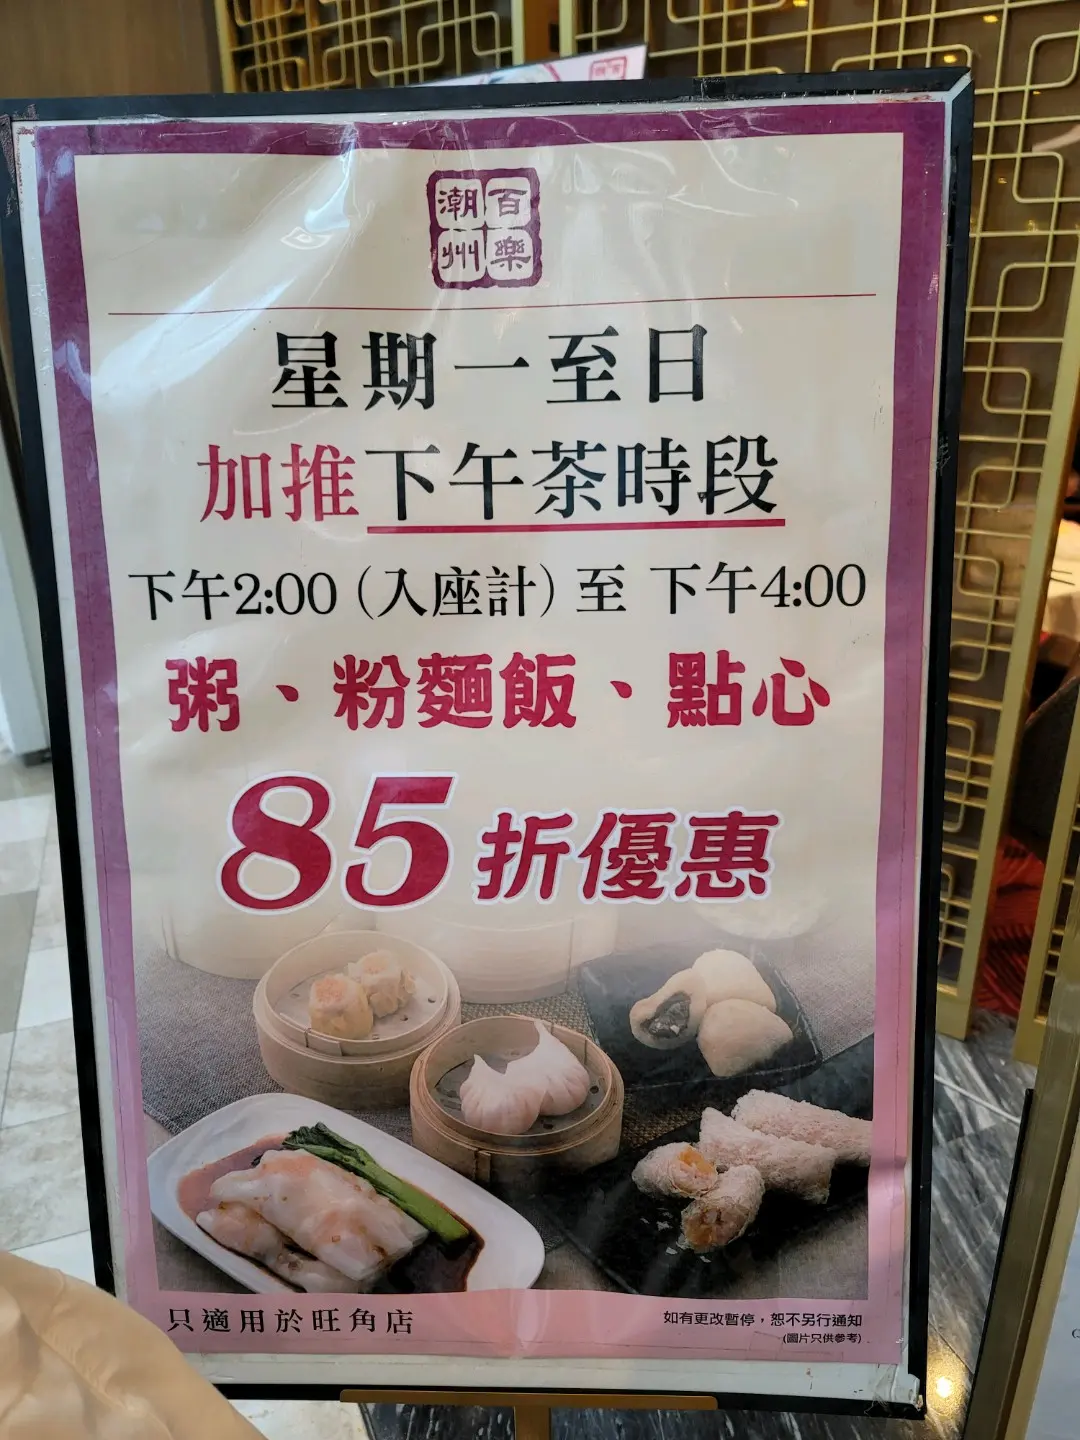 百樂
潮州
星期一至日
加推下午茶時段
下午2:00（入座計）至 下午4:00
粥、粉麵飯、點心
85折優惠
只適用於旺角店
如有更改暫停，恕不另行通知
(圖片只供參考)